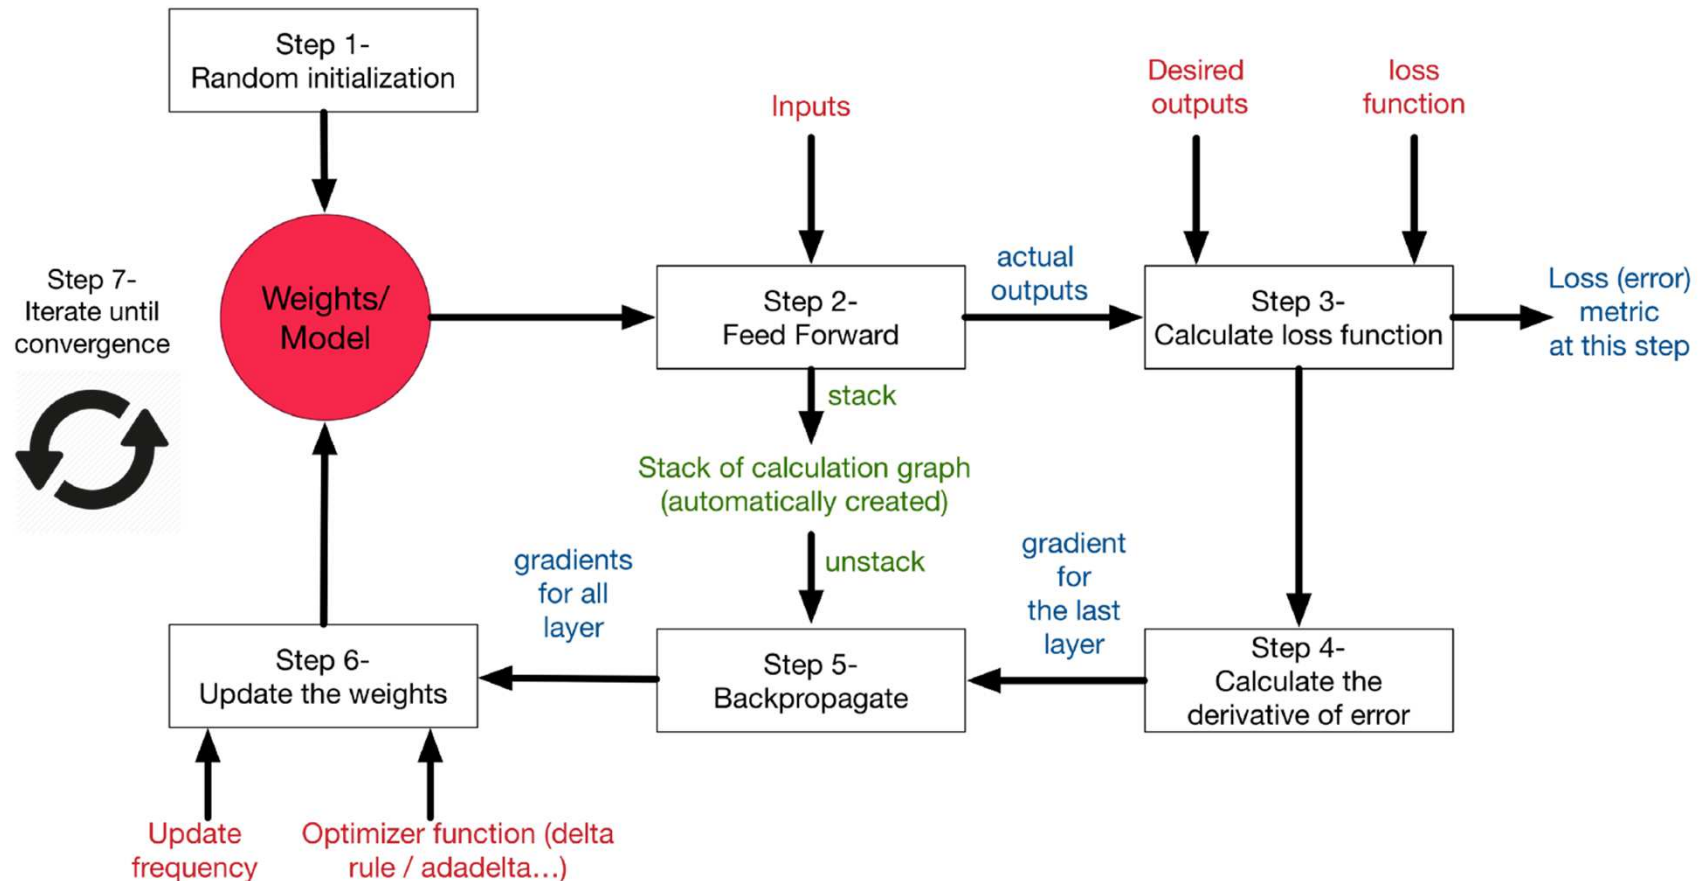 Step 1-
Random initialization
Inputs
Desired
outputs
loss
function
Step 7-
Iterate until
convergence
Weights/
Model
Step 2-
Feed Forward
actual
outputs
Step 3-
Calculate loss function
Loss (error)
metric
at this step
stack
Stack of calculation graph
(automatically created)
unstack
gradients
for all
layer
gradient
for
the last
layer
Step 6-
Update the weights
Step 5-
Backpropagate
Step 4-
Calculate the
derivative of error
Update
frequency
Optimizer function (delta
rule / adadelta...)